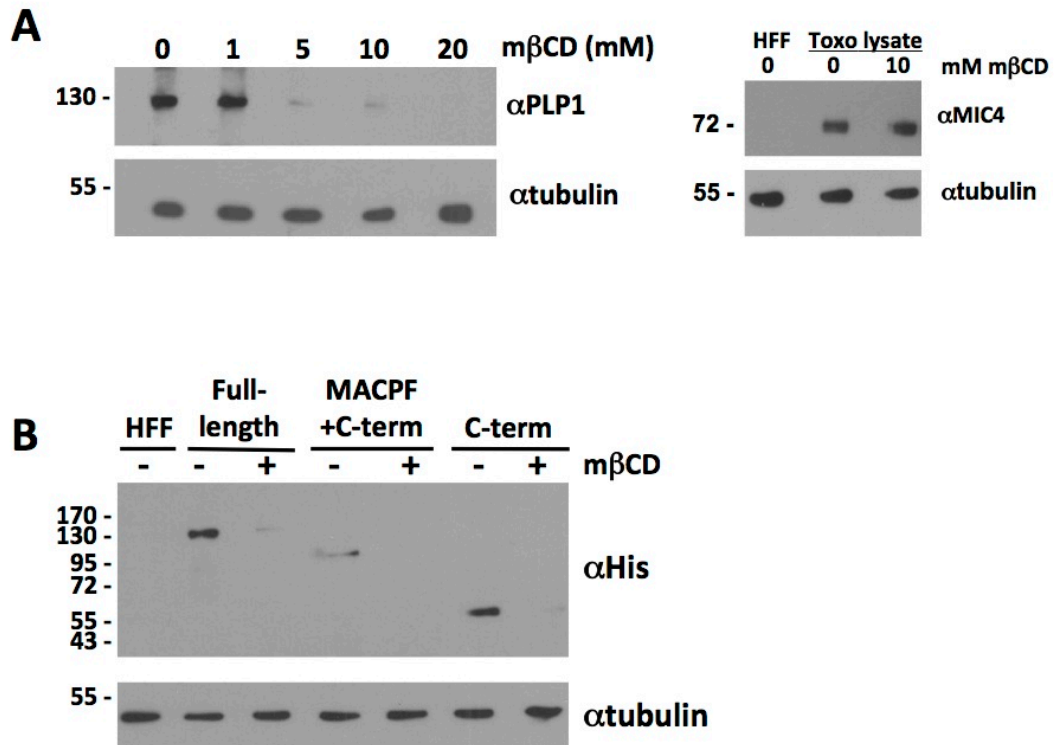 A
0 1 5 10 20 mβCD (mM)
130 -
αPLP1
55 -
αtubulin
HFF Toxo lysate
0 0 10 mM mβCD
72 -
αMIC4
55 -
αtubulin
B
HFF
Full-
length
MACPF
+C-term
C-term
- - + - + - + mβCD
170 -
130 -
95 -
72 -
55 -
43 -
αHis
55 -
αtubulin